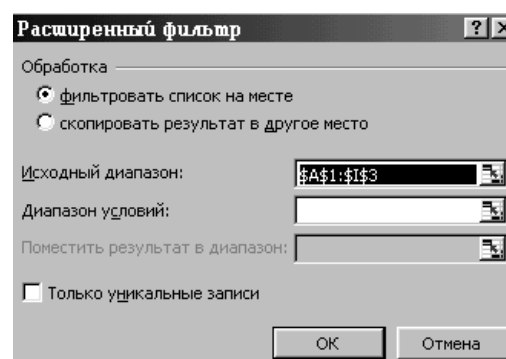 Расширенный фильтр
Обработка
фильтровать список на месте
скопировать результат в другое место
Исходный диапазон: $A$1:$I$3
Диапазон условий:
Поместить результат в диапазон:
Только уникальные записи
ОК Отмена